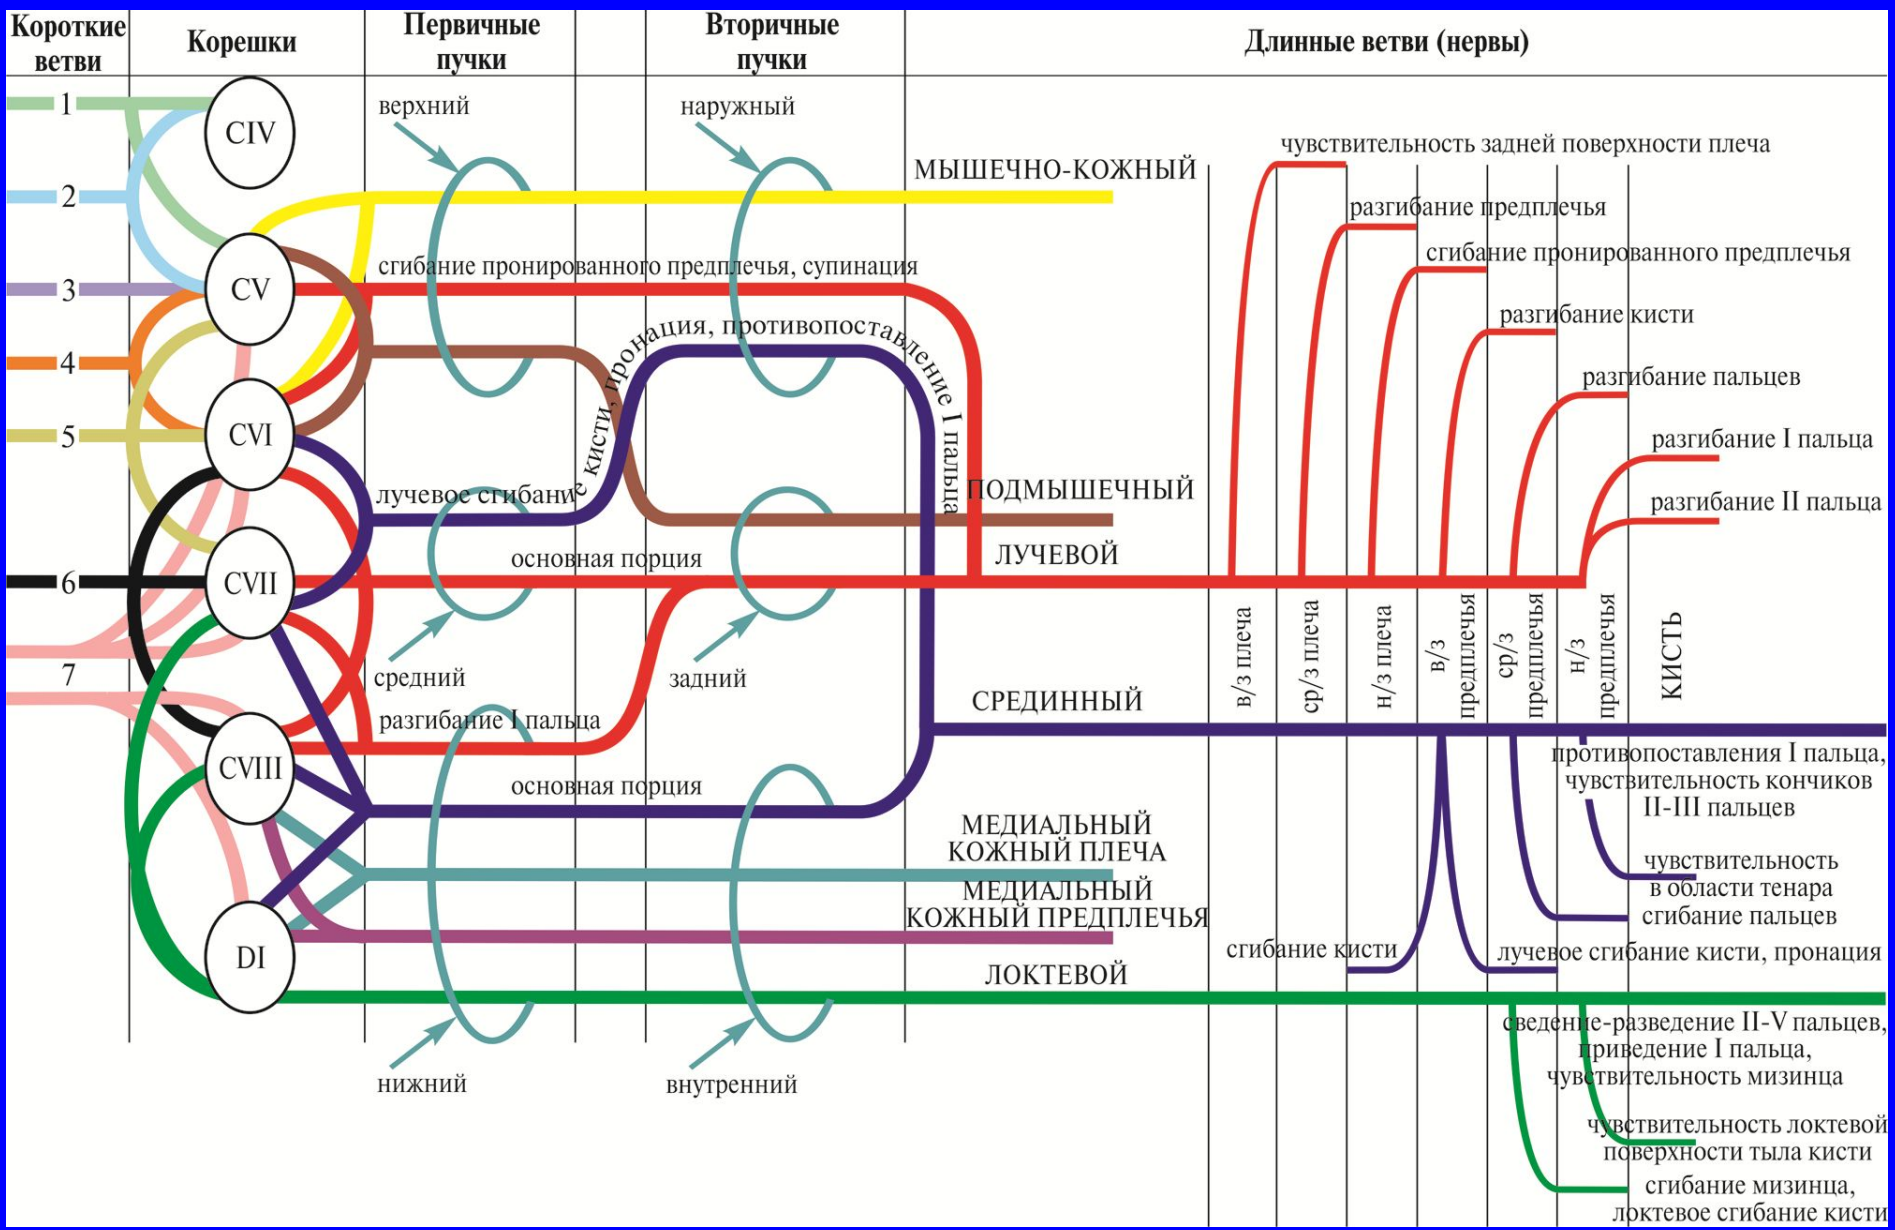 Короткие
ветви
Корешки
Первичные
пучки
Вторичные
пучки
Длинные ветви (нервы)
1
2
3
4
5
6
7
CIV
CV
CVI
CVII
CVIII
DI
верхний
наружный
сгибание пронированного предплечья, супинация
лучевое сгибание кисти, иронация, противопоставление I пальца
основная порция
средний
задний
разгибание I пальца
основная порция
нижний
внутренний
МЫШЕЧНО-КОЖНЫЙ
ПОДМЫШЕЧНЫЙ
ЛУЧЕВОЙ
СРЕДИННЫЙ
МЕДИАЛЬНЫЙ
КОЖНЫЙ ПЛЕЧА
МЕДИАЛЬНЫЙ
КОЖНЫЙ ПРЕДПЛЕЧЬЯ
ЛОКТЕВОЙ
чувствительность задней поверхности плеча
разгибание предплечья
сгибание пронированного предплечья
разгибание кисти
разгибание пальцев
разгибание I пальца
разгибание II пальца
в/з плеча
ср/з плеча
н/з плеча
в/з
предплечья
ср/з
предплечья
н/з
предплечья
КИСТЬ
противопоставления I пальца,
чувствительность кончиков
II-III пальцев
чувствительность
в области тенара
сгибание пальцев
сгибание кисти
лучевое сгибание кисти, пронация
сведение-разведение II-V пальцев,
приведение I пальца,
чувствительность мизинца
чувствительность локтевой
поверхности тыла кисти
сгибание мизинца,
локтевое сгибание кисти